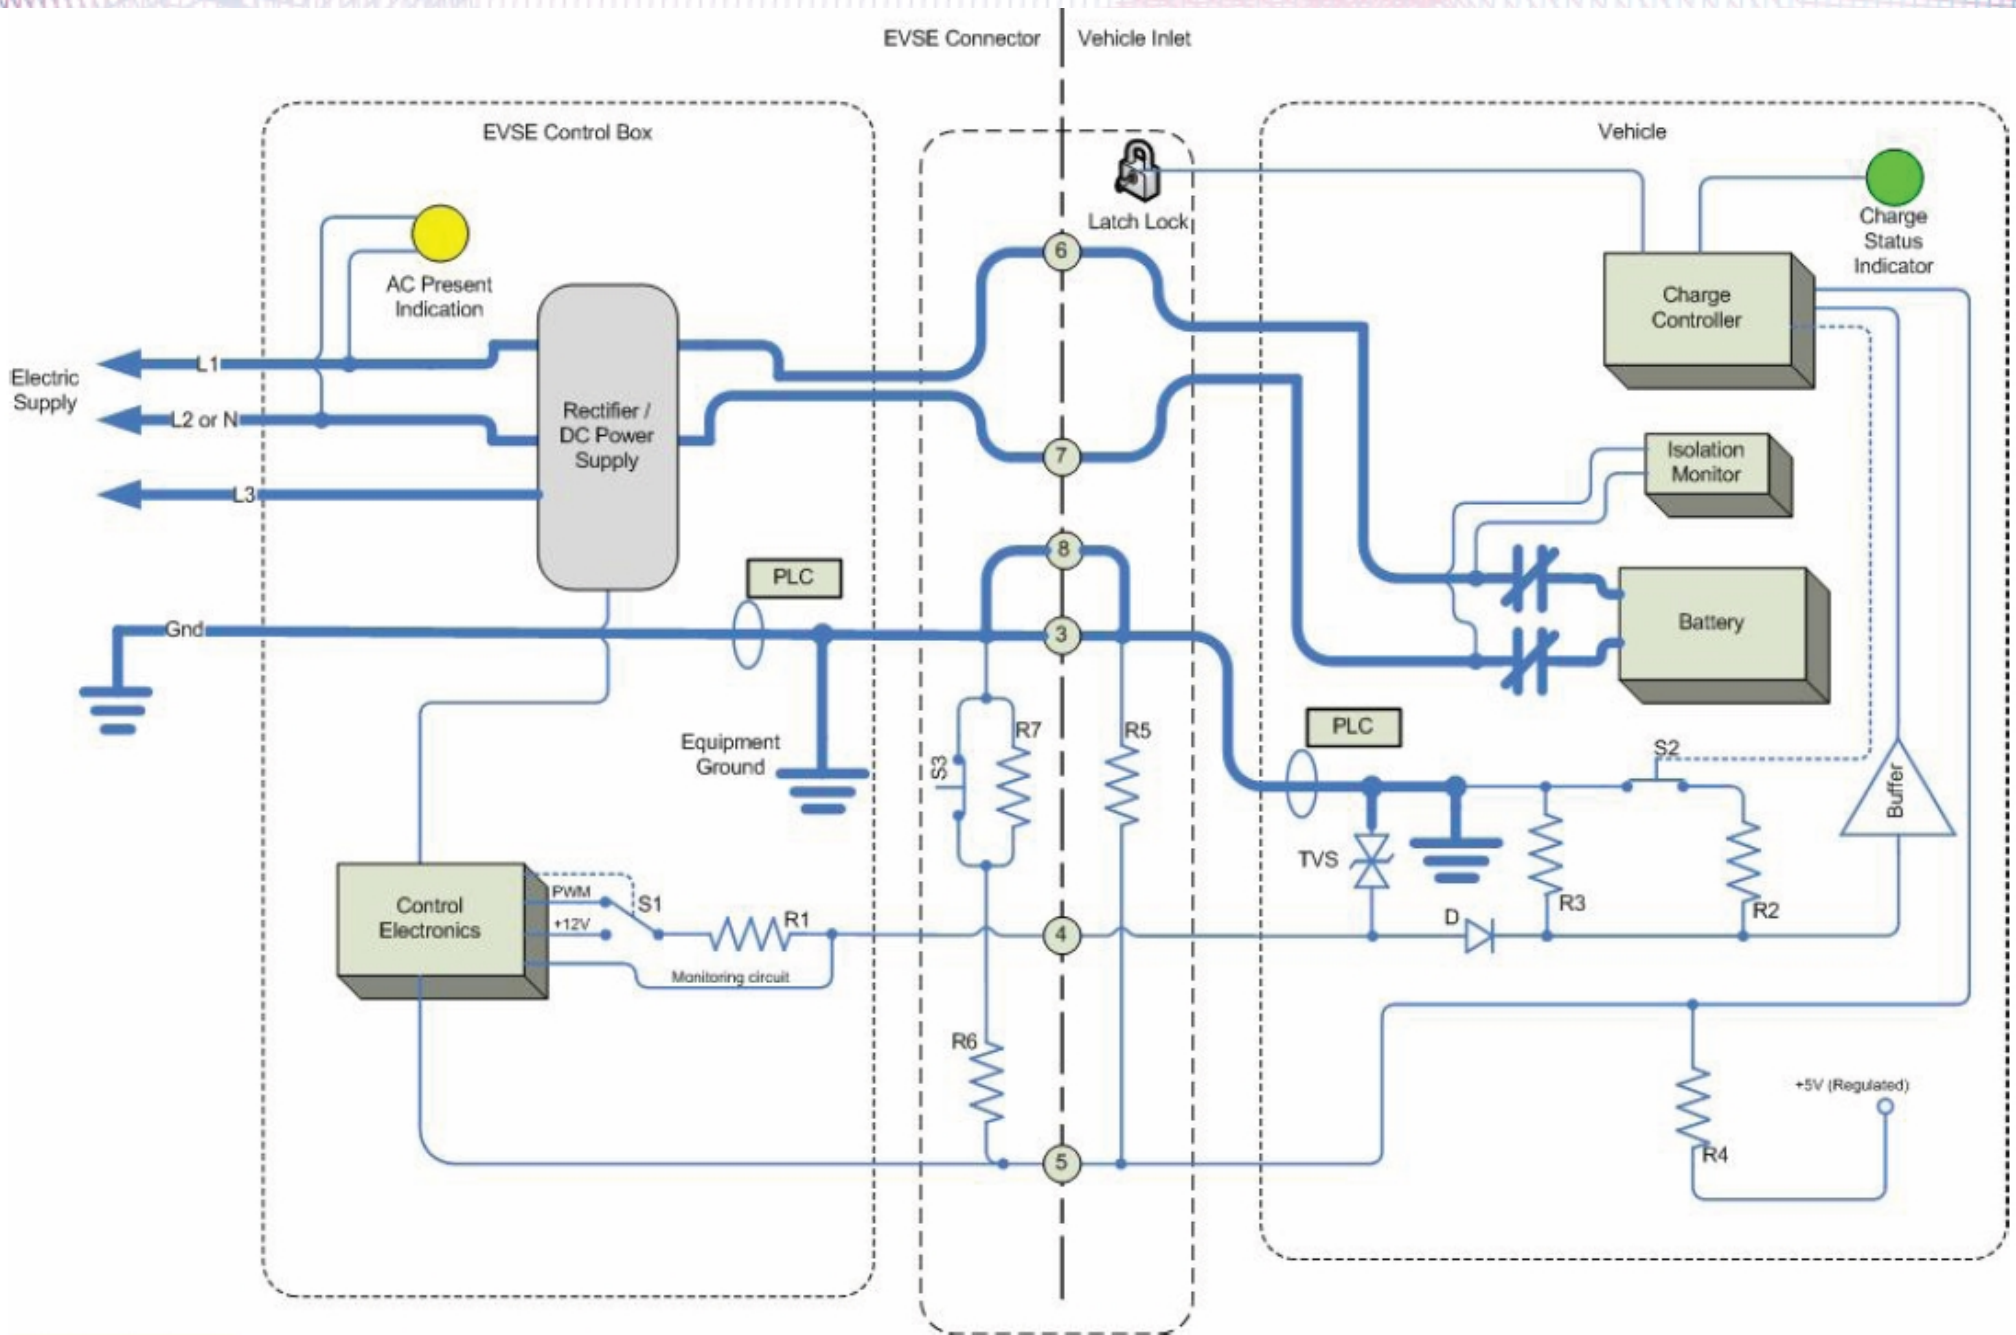 EVSE Connector
Vehicle Inlet
EVSE Control Box
Vehicle
Latch Lock
Charge
Status
Indicator
AC Present
Indication
6
Charge
Controller
L1
Electric
Supply
L2 or N
Rectifier /
DC Power
Supply
7
Isolation
Monitor
L3
8
PLC
Gnd
3
Battery
Equipment
Ground
S3
R7
R5
PLC
S2
Buffer
TVS
R3
R2
Control
Electronics
PWM
+12V
S1
R1
4
D
Monitoring circuit
R6
+5V (Regulated)
R4
5